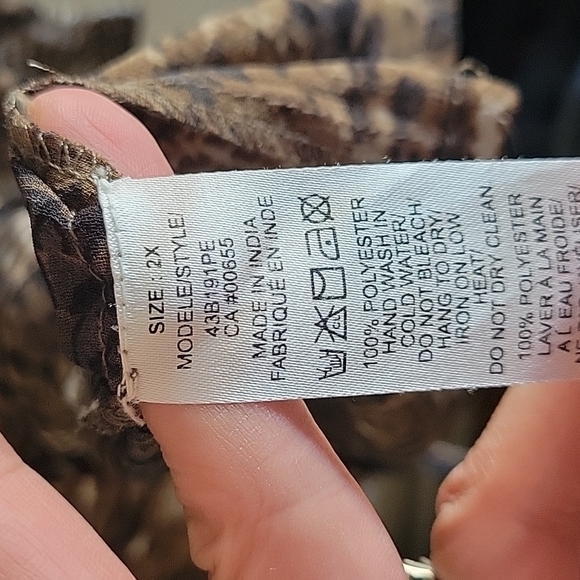 SIZE : 2X
MODELE/STYLE/
43B191PE
CA #00655
MADE IN INDIA
FABRIQUÉ EN INDE
100% POLYESTER
HAND WASH IN
COLD WATER/
DO NOT BLEACH/
HANG TO DRY/
IRON ON LOW
HEAT/
DO NOT DRY CLEAN
100% POLYESTER
LAVER A LA MAIN
A L EAU FROIDE/